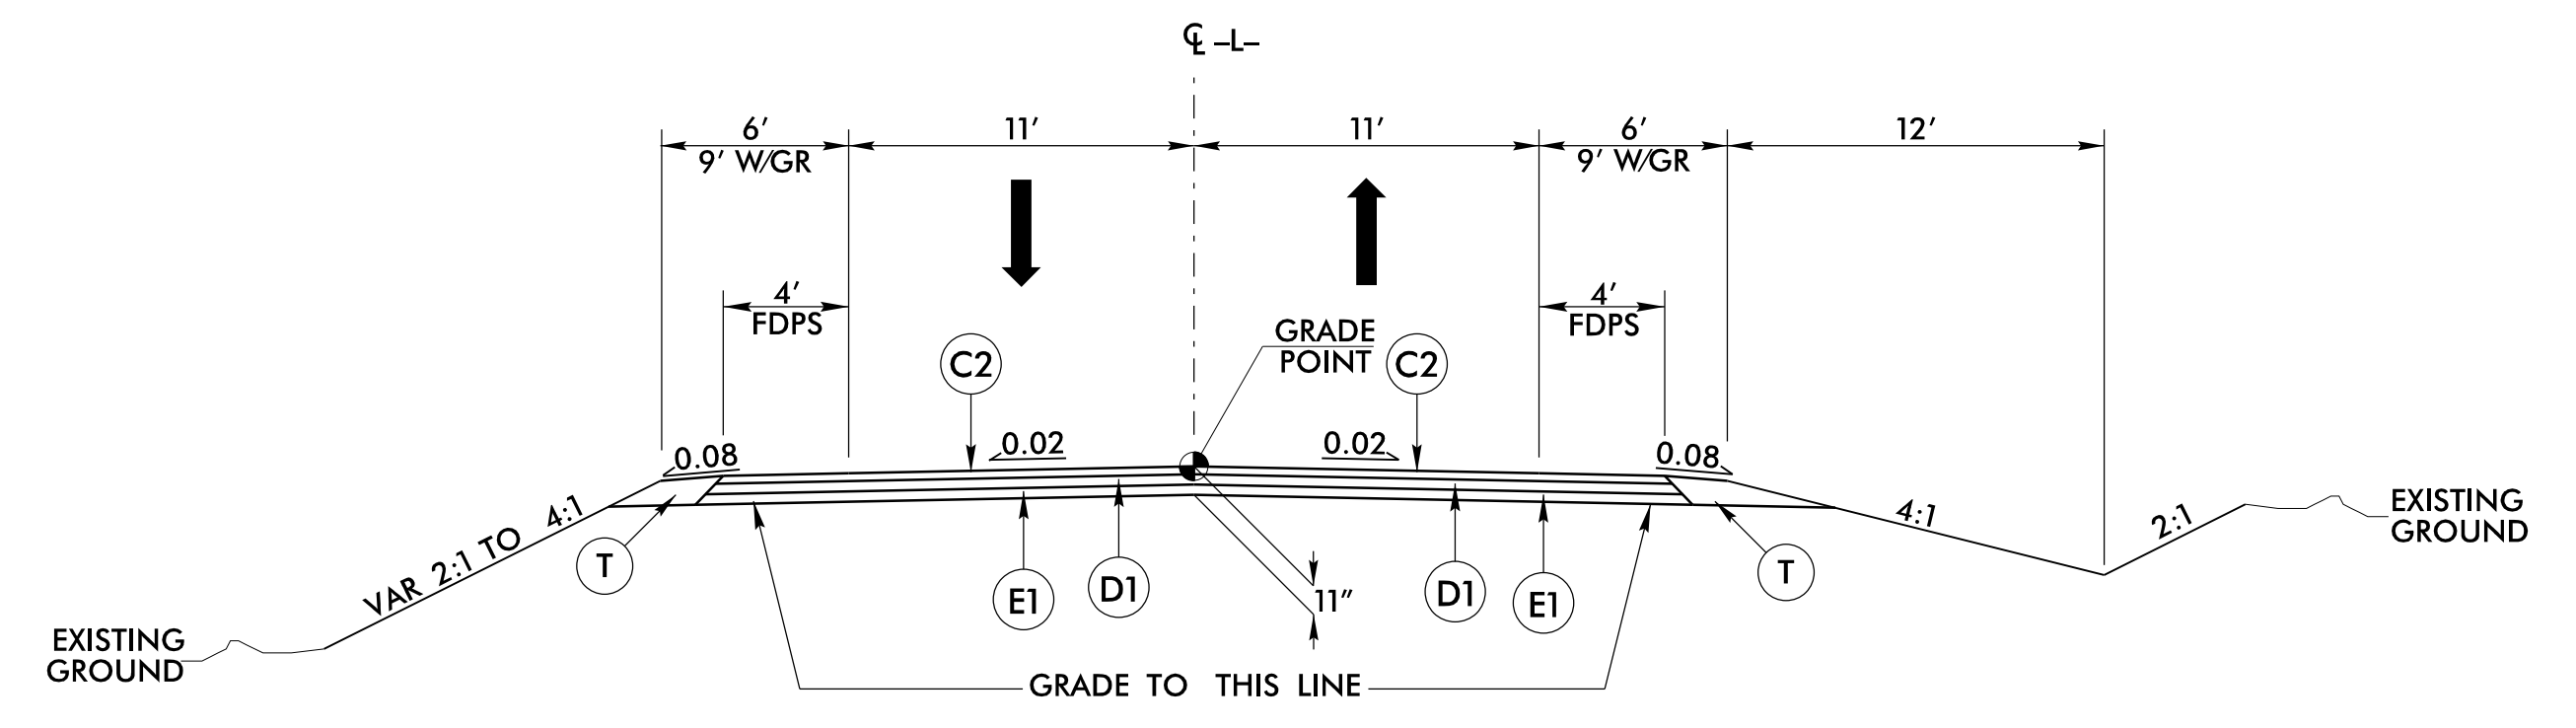 ℄ –L–
6′
11′
11′
6′
12′
9′ W/GR
9′ W/GR
4′
FDPS
4′
FDPS
GRADE
POINT
C2
C2
0.08
0.02
0.02
0.08
VAR 2:1 TO 4:1
4:1
2:1
EXISTING
GROUND
T
E1
D1
11″
D1
E1
T
EXISTING
GROUND
GRADE TO THIS LINE